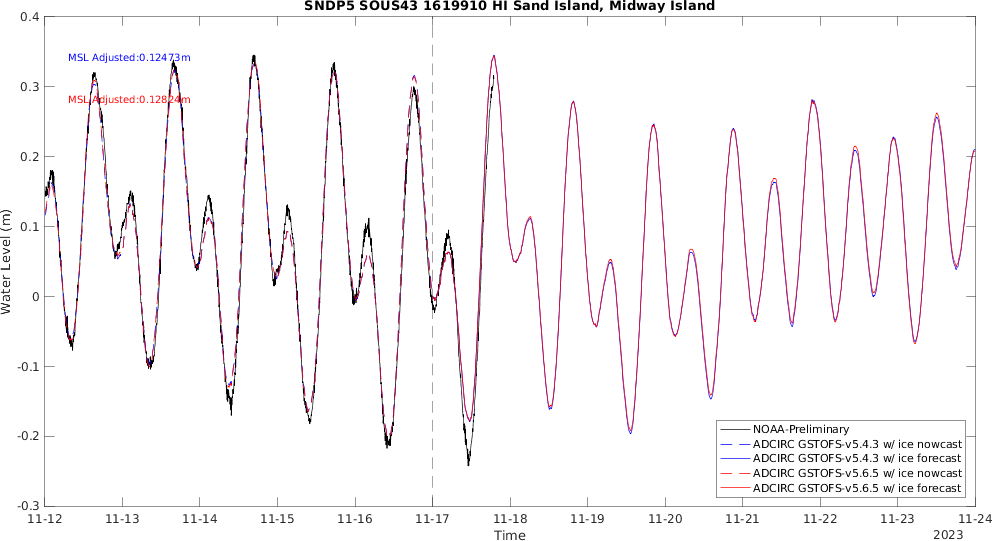 SNDP5 SOUS43 1619910 HI Sand Island, Midway Island
0.4
MSL Adjusted:0.12473m
0.3
MSL Adjusted:0.12824m
0.2
Water Level (m)
0.1
0
-0.1
-0.2
-0.3
NOAA-Preliminary
ADCIRC GSTOFS-v5.4.3 w/ ice nowcast
ADCIRC GSTOFS-v5.4.3 w/ ice forecast
ADCIRC GSTOFS-v5.6.5 w/ ice nowcast
ADCIRC GSTOFS-v5.6.5 w/ ice forecast
11-12 11-13 11-14 11-15 11-16 11-17 11-18 11-19 11-20 11-21 11-22 11-23 11-24
Time
2023